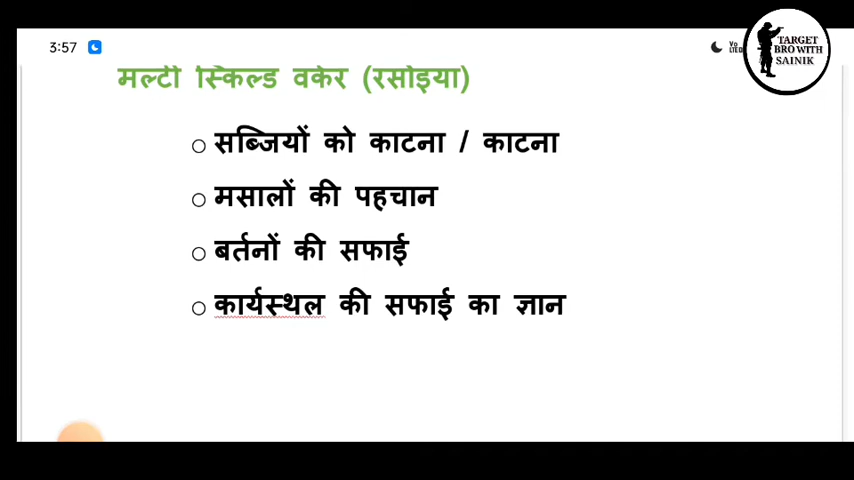 3:57
TARGET
BRO WITH
SAINIK
मल्टी स्किल्ड वर्कर (रसोइया)
सब्जियों को काटना / काटना
मसालों की पहचान
बर्तनों की सफाई
कार्यस्थल की सफाई का ज्ञान